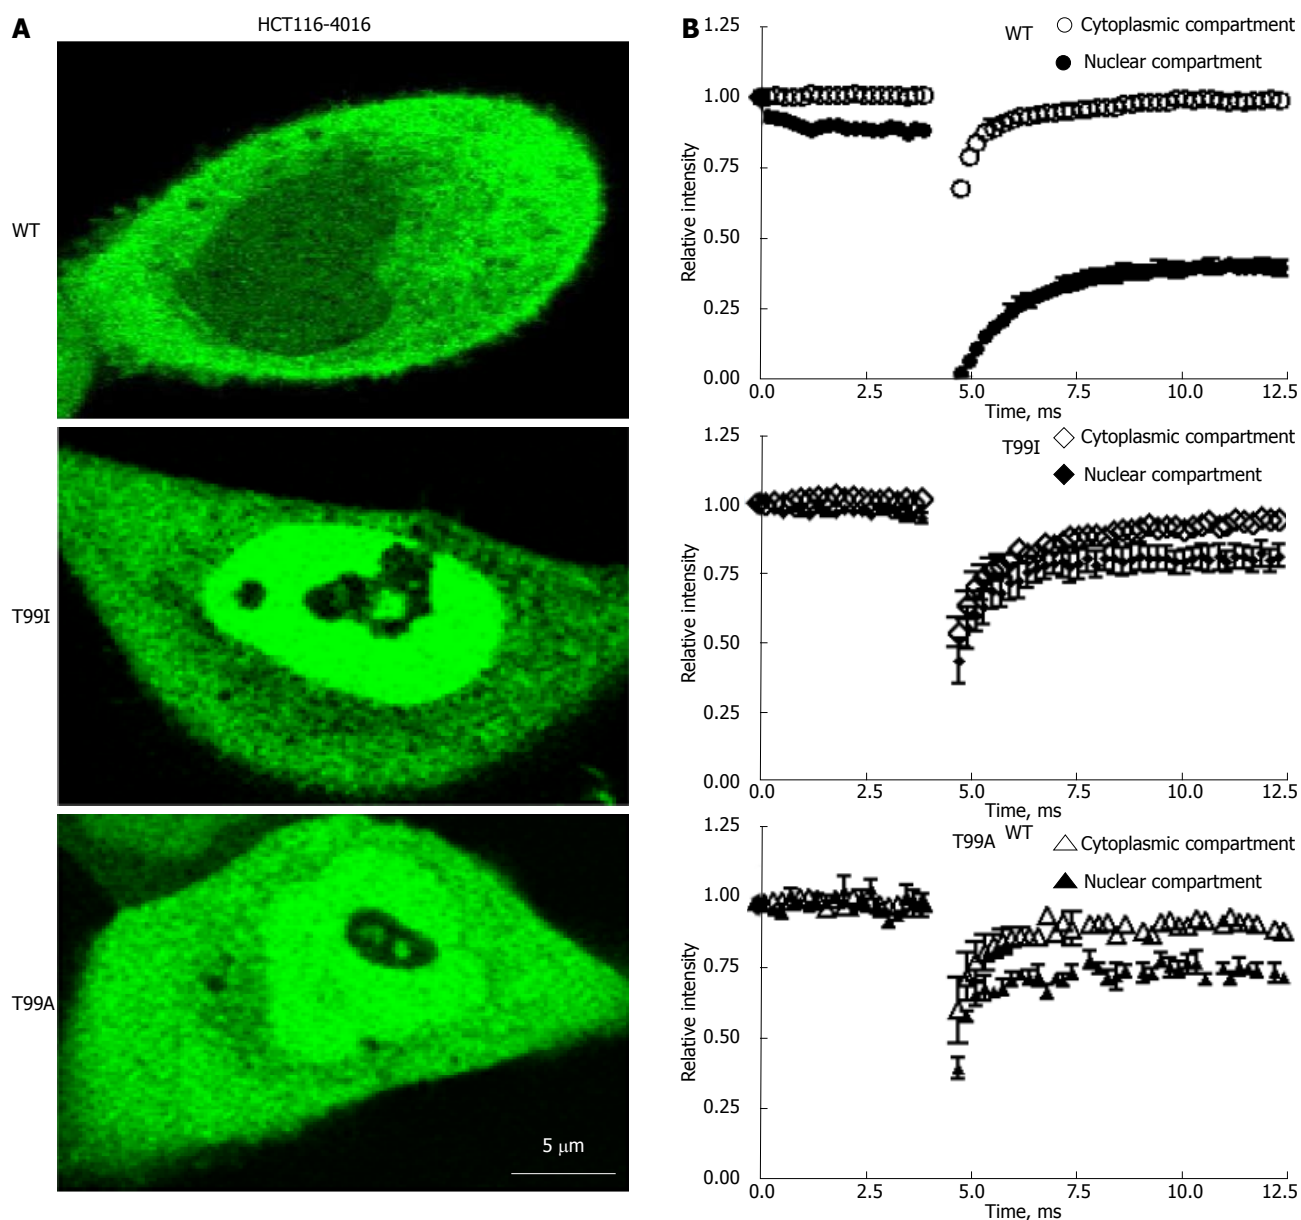 A
HCT116-4016
WT
T99I
T99A
5 μm
B
WT
Cytoplasmic compartment
Nuclear compartment
Relative intensity
1.25
1.00
0.75
0.50
0.25
0.00
0.0 2.5 5.0 7.5 10.0 12.5
Time, ms
T99I
Cytoplasmic compartment
Nuclear compartment
Relative intensity
1.25
1.00
0.75
0.50
0.25
0.00
0.0 2.5 5.0 7.5 10.0 12.5
Time, ms
T99A WT
Cytoplasmic compartment
Nuclear compartment
Relative intensity
1.25
1.00
0.75
0.50
0.25
0.00
0.0 2.5 5.0 7.5 10.0 12.5
Time, ms